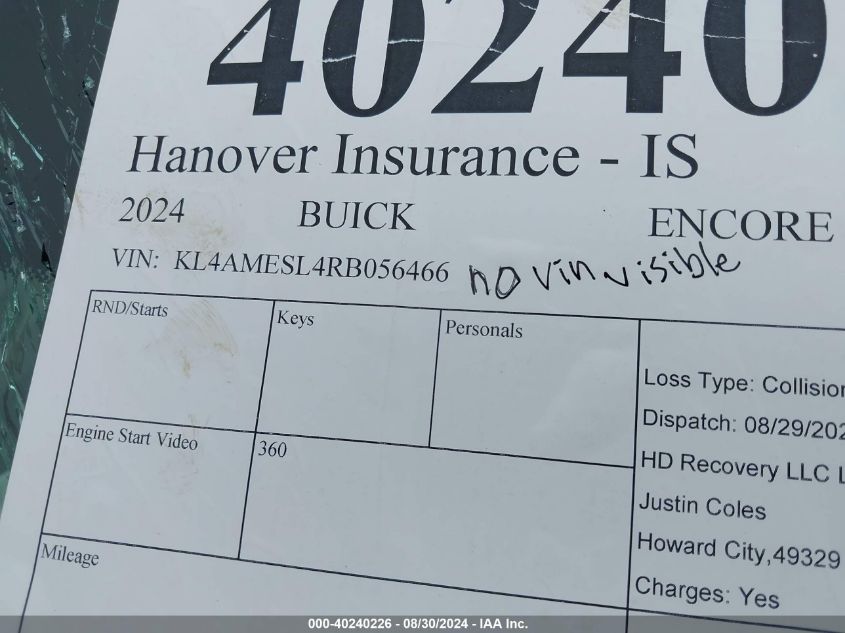 40240
Hanover Insurance - IS
2024 BUICK ENCORE
VIN: KL4AMESL4RB056466 no vin visible
RND/Starts Keys Personals
Loss Type: Collision
Dispatch: 08/29/202
Engine Start Video 360
HD Recovery LLC L
Justin Coles
Howard City,49329
Mileage
Charges: Yes
000-40240226 - 08/30/2024 - IAA Inc.